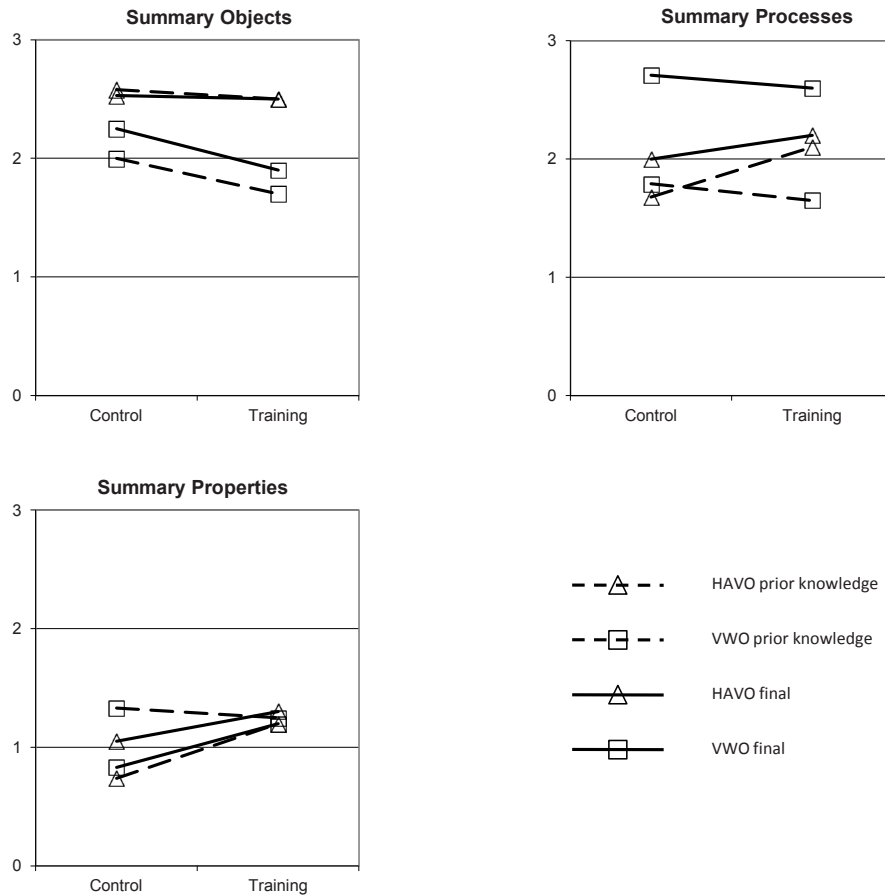 Summary Objects
3
2
1
0
Control Training
Summary Processes
3
2
1
0
Control Training
Summary Properties
3
2
1
0
Control Training
HAVO prior knowledge
VWO prior knowledge
HAVO final
VWO final